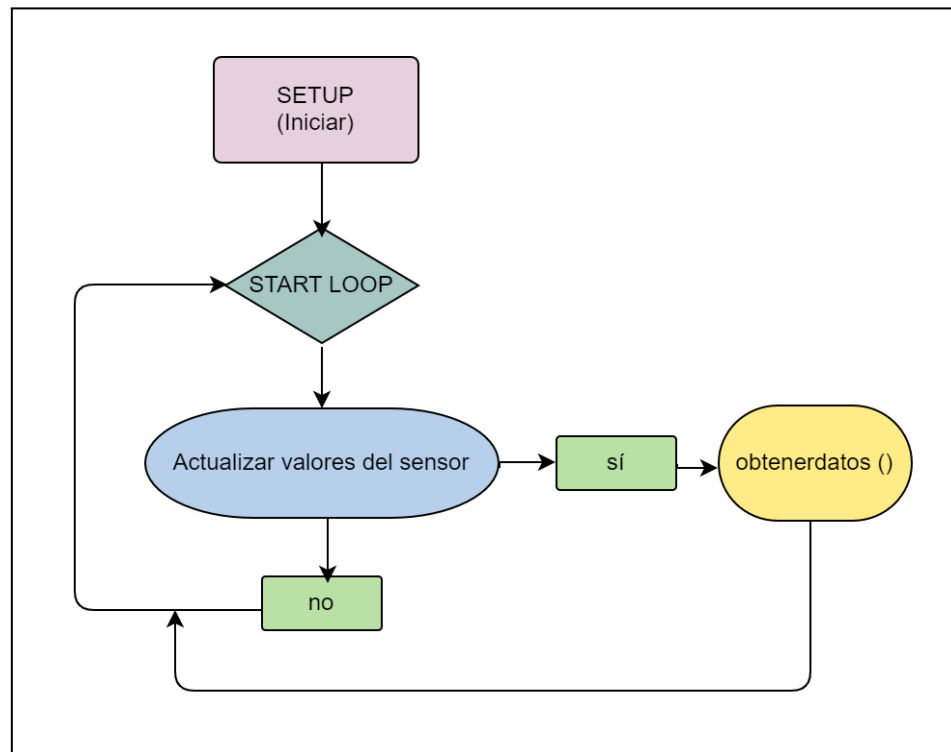 SETUP
(Iniciar)
START LOOP
Actualizar valores del sensor
sí
obtenerdatos ()
no